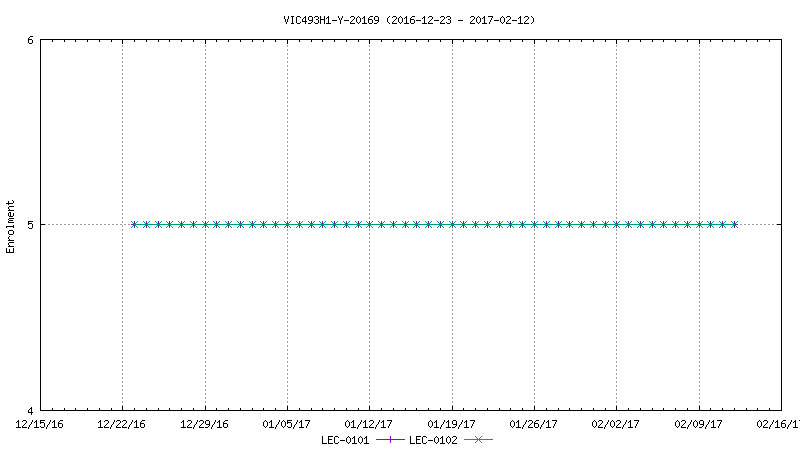 VIC493H1-Y-20169 (2016-12-23 - 2017-02-12)
6
5
4
Enrolment
12/15/16 12/22/16 12/29/16 01/05/17 01/12/17 01/19/17 01/26/17 02/02/17 02/09/17 02/16/17
LEC-0101 LEC-0102